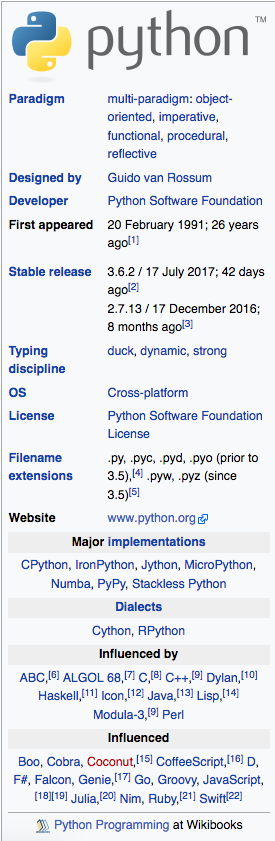 python™
Paradigm multi-paradigm: object-
oriented, imperative,
functional, procedural,
reflective
Designed by Guido van Rossum
Developer Python Software Foundation
First appeared 20 February 1991; 26 years
ago[1]
Stable release 3.6.2 / 17 July 2017; 42 days
ago[2]
2.7.13 / 17 December 2016;
8 months ago[3]
Typing duck, dynamic, strong
discipline
OS Cross-platform
License Python Software Foundation
License
Filename .py, .pyc, .pyd, .pyo (prior to
extensions 3.5),[4] .pyw, .pyz (since
3.5)[5]
Website www.python.org
Major implementations
CPython, IronPython, Jython, MicroPython,
Numba, PyPy, Stackless Python
Dialects
Cython, RPython
Influenced by
ABC,[6] ALGOL 68,[7] C,[8] C++,[9] Dylan,[10]
Haskell,[11] Icon,[12] Java,[13] Lisp,[14]
Modula-3,[9] Perl
Influenced
Boo, Cobra, Coconut,[15] CoffeeScript,[16] D,
F#, Falcon, Genie,[17] Go, Groovy, JavaScript,
[18][19] Julia,[20] Nim, Ruby,[21] Swift[22]
Python Programming at Wikibooks